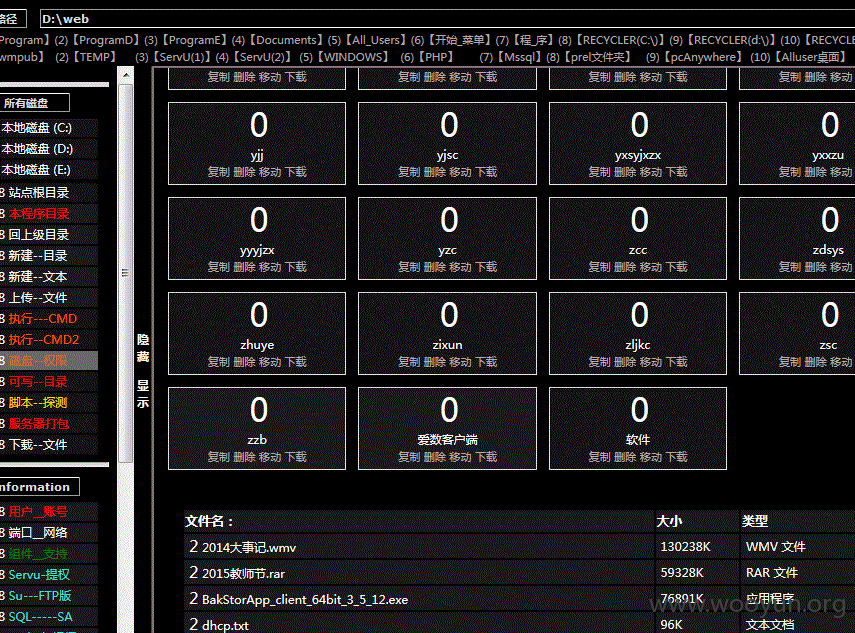 路径 D:\web
Program】(2)【ProgramD】(3)【ProgramE】(4)【Documents】(5)【All_Users】(6)【开始_菜单】(7)【程_序】(8)【RECYCLER(C:\)】(9)【RECYCLER(d:\)】(10)【RECYCLE
wmpub】 (2)【TEMP】 (3)【ServU(1)】(4)【ServU(2)】 (5)【WINDOWS】 (6)【PHP】 (7)【Mssql】(8)【prel文件夹】 (9)【pcAnywhere】 (10)【Alluser桌面】
所有磁盘
本地磁盘 (C:)
本地磁盘 (D:)
本地磁盘 (E:)
8 站点根目录
8 本程序目录
8 回上级目录
8 新建--目录
8 新建--文本
8 上传--文件
8 执行---CMD
8 执行--CMD2
8 磁盘--权限
8 可写--目录
8 脚本--探测
8 服务器打包
8 下载--文件
nformation
8 用户__账号
8 端口__网络
8 组件__支持
8 Servu-提权
8 Su---FTP版
8 SQL-----SA
隐藏 显示
复制 删除 移动 下载 复制 删除 移动 下载 复制 删除 移动 下载 复制 删除 移动
0 0 0 0
yjj yjsc yxsyjxzx yxxzu
复制 删除 移动 下载 复制 删除 移动 下载 复制 删除 移动 下载 复制 删除 移动
0 0 0 0
yyyjzx yzc zcc zdsys
复制 删除 移动 下载 复制 删除 移动 下载 复制 删除 移动 下载 复制 删除 移动
0 0 0 0
zhuye zixun zljkc zsc
复制 删除 移动 下载 复制 删除 移动 下载 复制 删除 移动 下载 复制 删除 移动
0 0 0
zzb 爱数客户端 软件
复制 删除 移动 下载 复制 删除 移动 下载 复制 删除 移动 下载
文件名： 大小 类型
2 2014大事记.wmv 130238K WMV 文件
2 2015教师节.rar 59328K RAR 文件
2 BakStorApp_client_64bit_3_5_12.exe 76891K 应用程序
2 dhcp.txt 96K 文本文档
www.wooyun.org